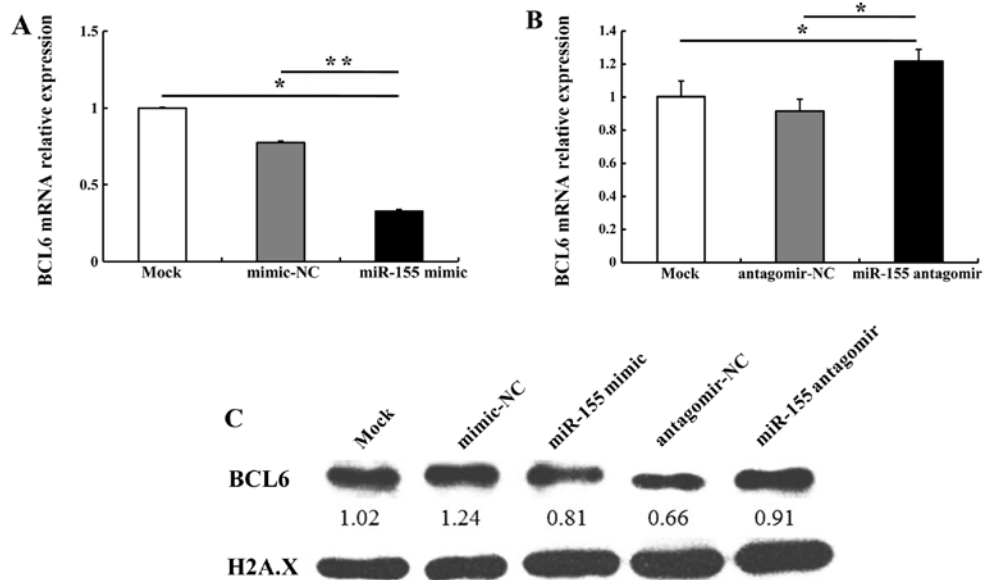 A
BCL6 mRNA relative expression
1.5
1
0.5
0
* *
*
Mock mimic-NC miR-155 mimic
B
BCL6 mRNA relative expression
1.4
1.2
1
0.8
0.6
0.4
0.2
0
*
*
Mock antagomir-NC miR-155 antagomir
C
Mock mimic-NC miR-155 mimic antagomir-NC miR-155 antagomir
BCL6
1.02 1.24 0.81 0.66 0.91
H2A.X